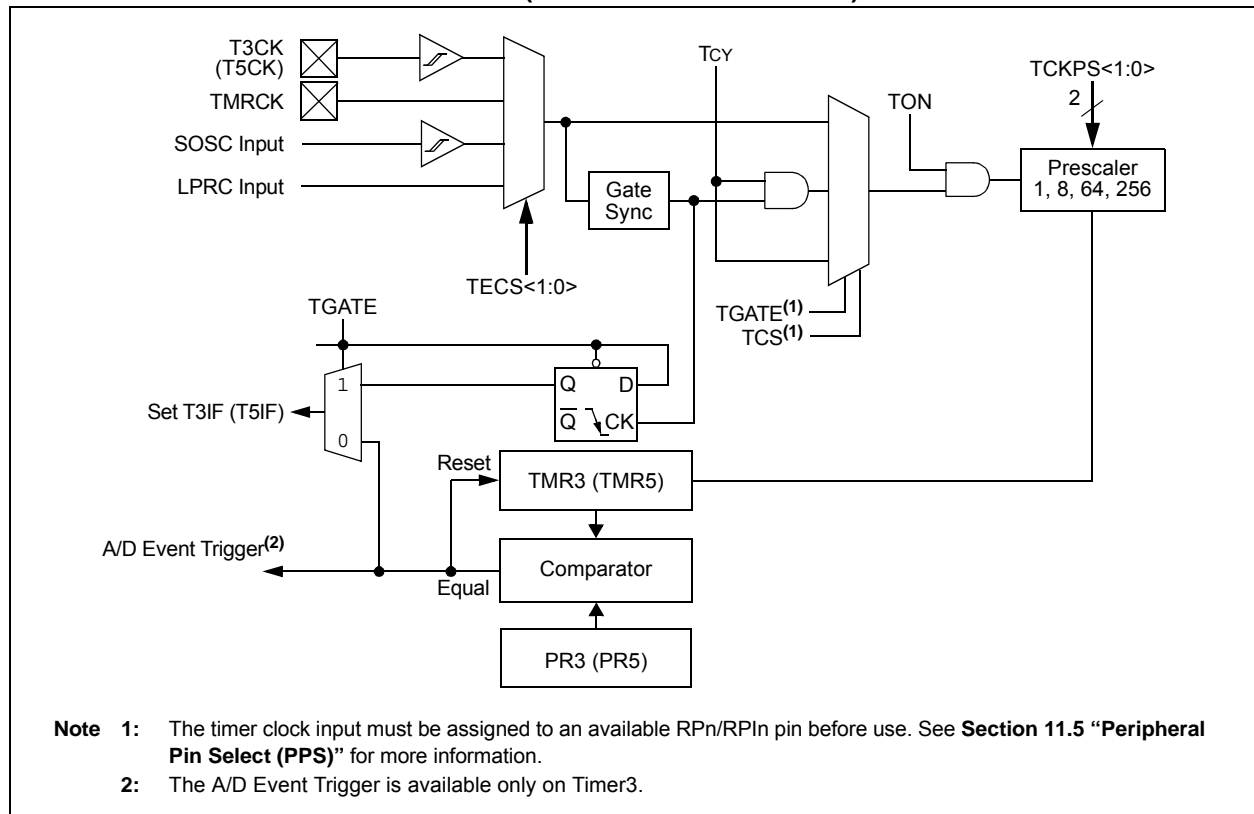 T3CK
(T5CK)
TMRCK
SOSC Input
LPRC Input
TECS<1:0>
Gate
Sync
TCY
TGATE(1)
TCS(1)
TON
TCKPS<1:0>
2
Prescaler
1, 8, 64, 256
TGATE
1
0
Set T3IF (T5IF)
Q
D
Q
CK
Reset
TMR3 (TMR5)
A/D Event Trigger(2)
Equal
Comparator
PR3 (PR5)
Note 1: The timer clock input must be assigned to an available RPn/RPIn pin before use. See Section 11.5 “Peripheral
Pin Select (PPS)” for more information.
2: The A/D Event Trigger is available only on Timer3.